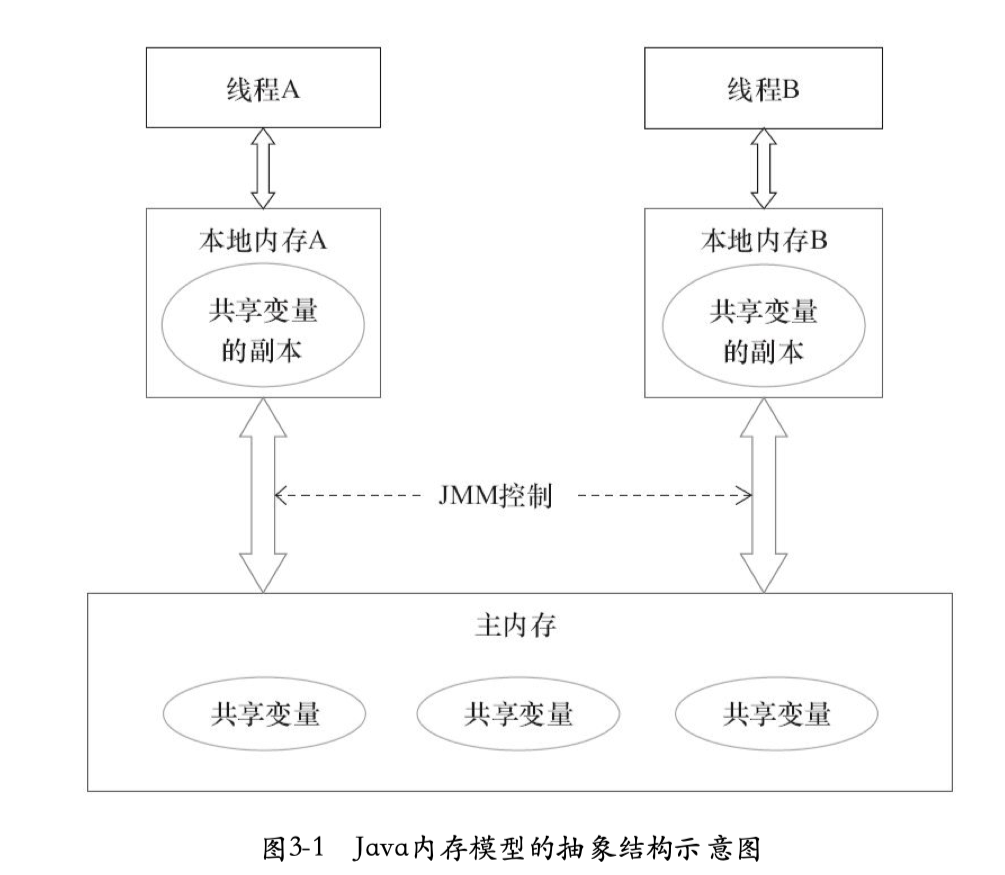 线程A
线程B
本地内存A
共享变量
的副本
本地内存B
共享变量
的副本
JMM控制
主内存
共享变量
共享变量
共享变量
图3-1 Java内存模型的抽象结构示意图